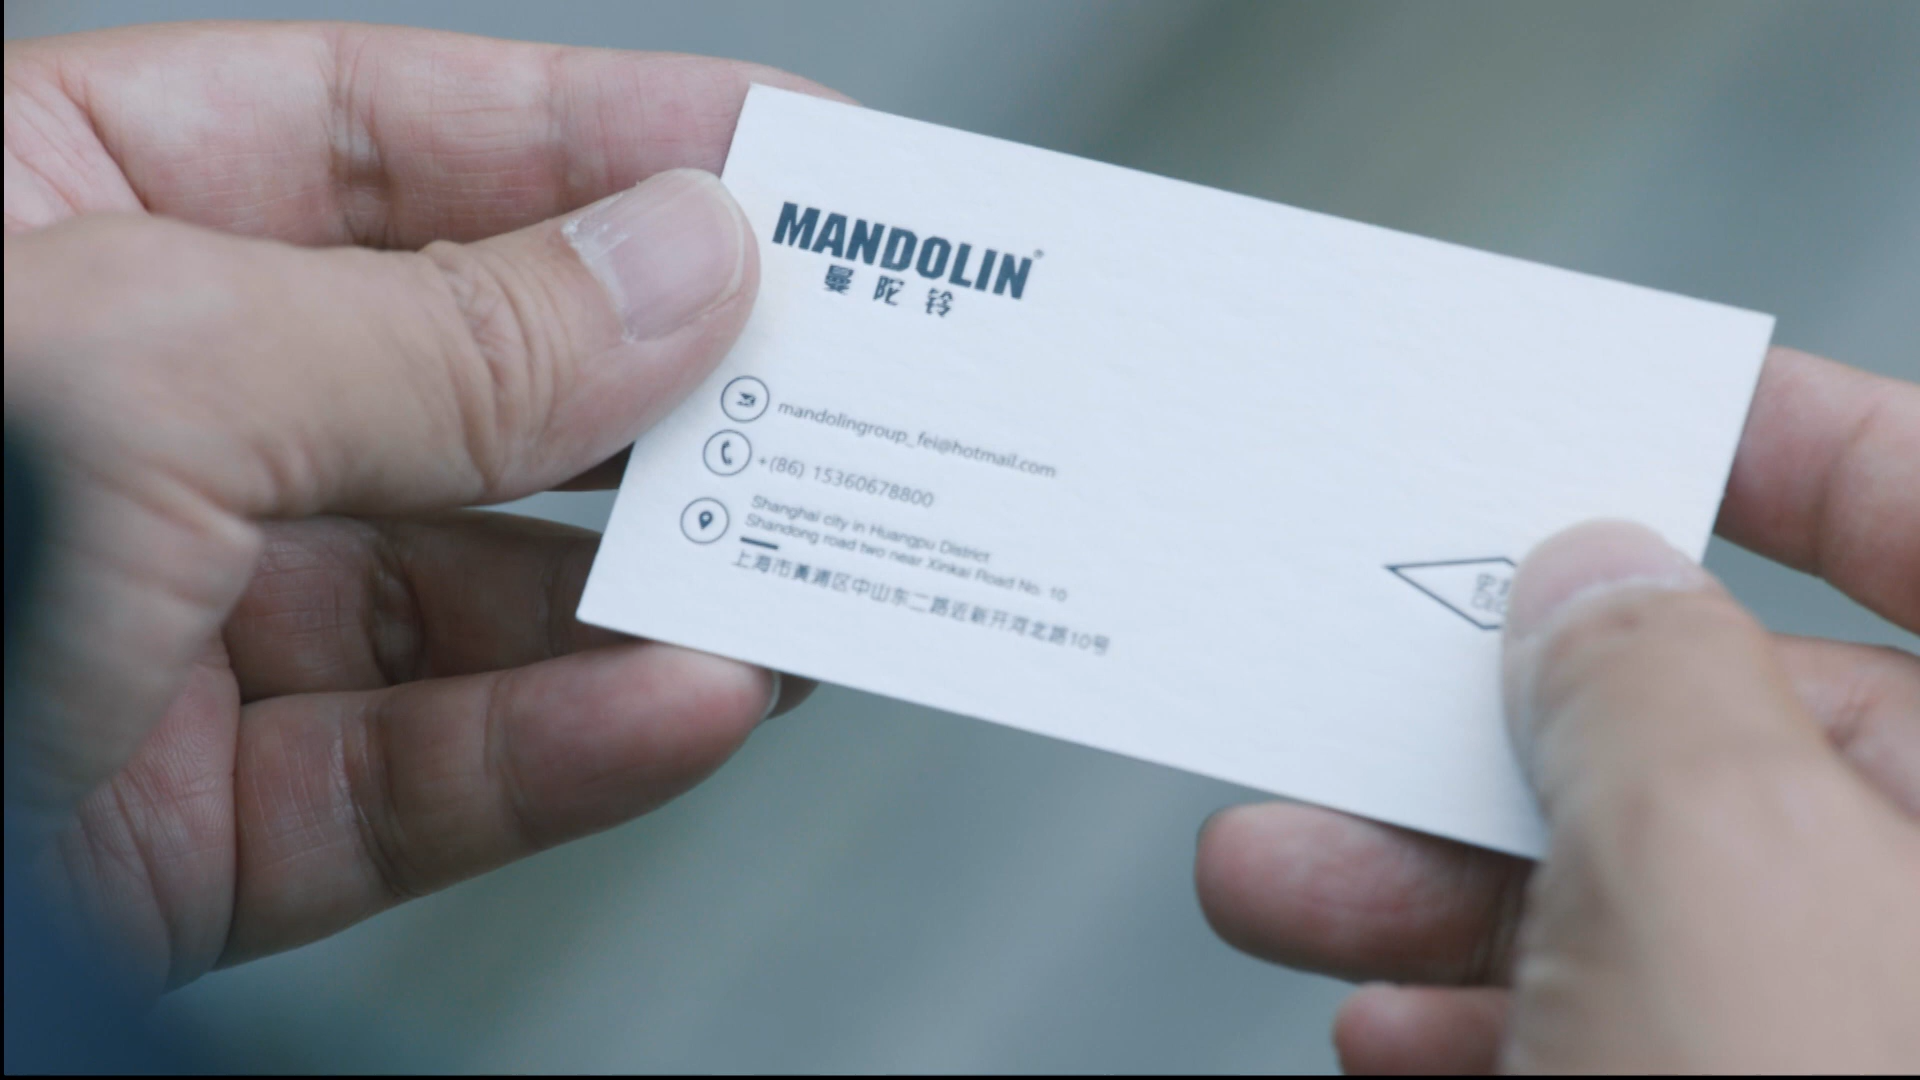 MANDOLIN®
曼陀铃
mandolingroup_fei@hotmail.com
+(86) 15360678800
Shanghai city in Huangpu District
Shandong road two near Xinkai Road No. 10
上海市黄浦区中山东二路近新开河北路10号